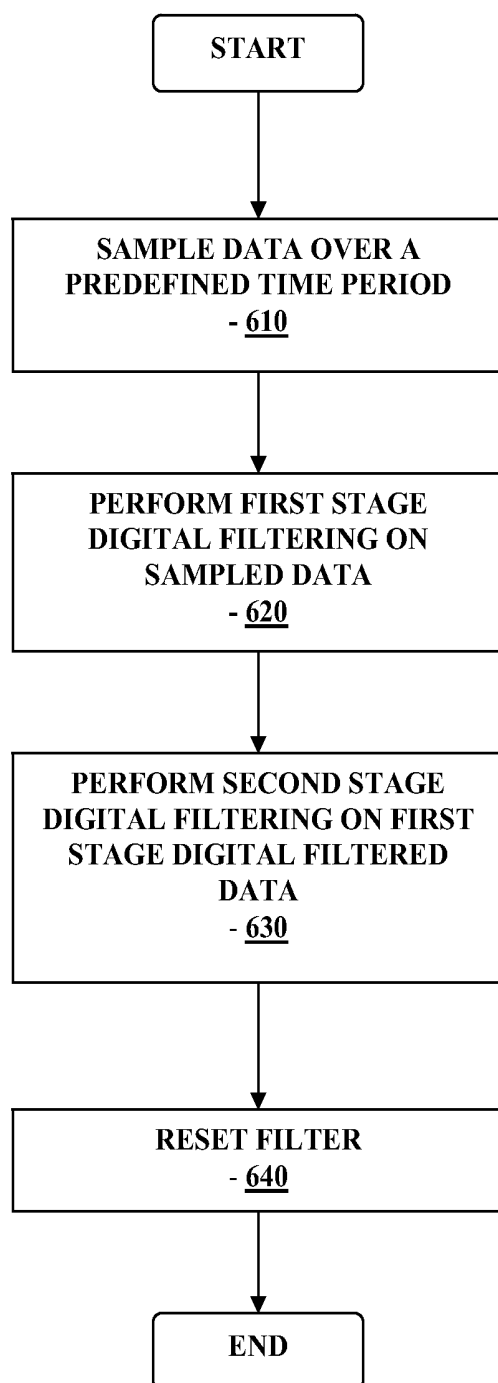 START
SAMPLE DATA OVER A
PREDEFINED TIME PERIOD
- 610
PERFORM FIRST STAGE
DIGITAL FILTERING ON
SAMPLED DATA
- 620
PERFORM SECOND STAGE
DIGITAL FILTERING ON FIRST
STAGE DIGITAL FILTERED
DATA
- 630
RESET FILTER
- 640
END